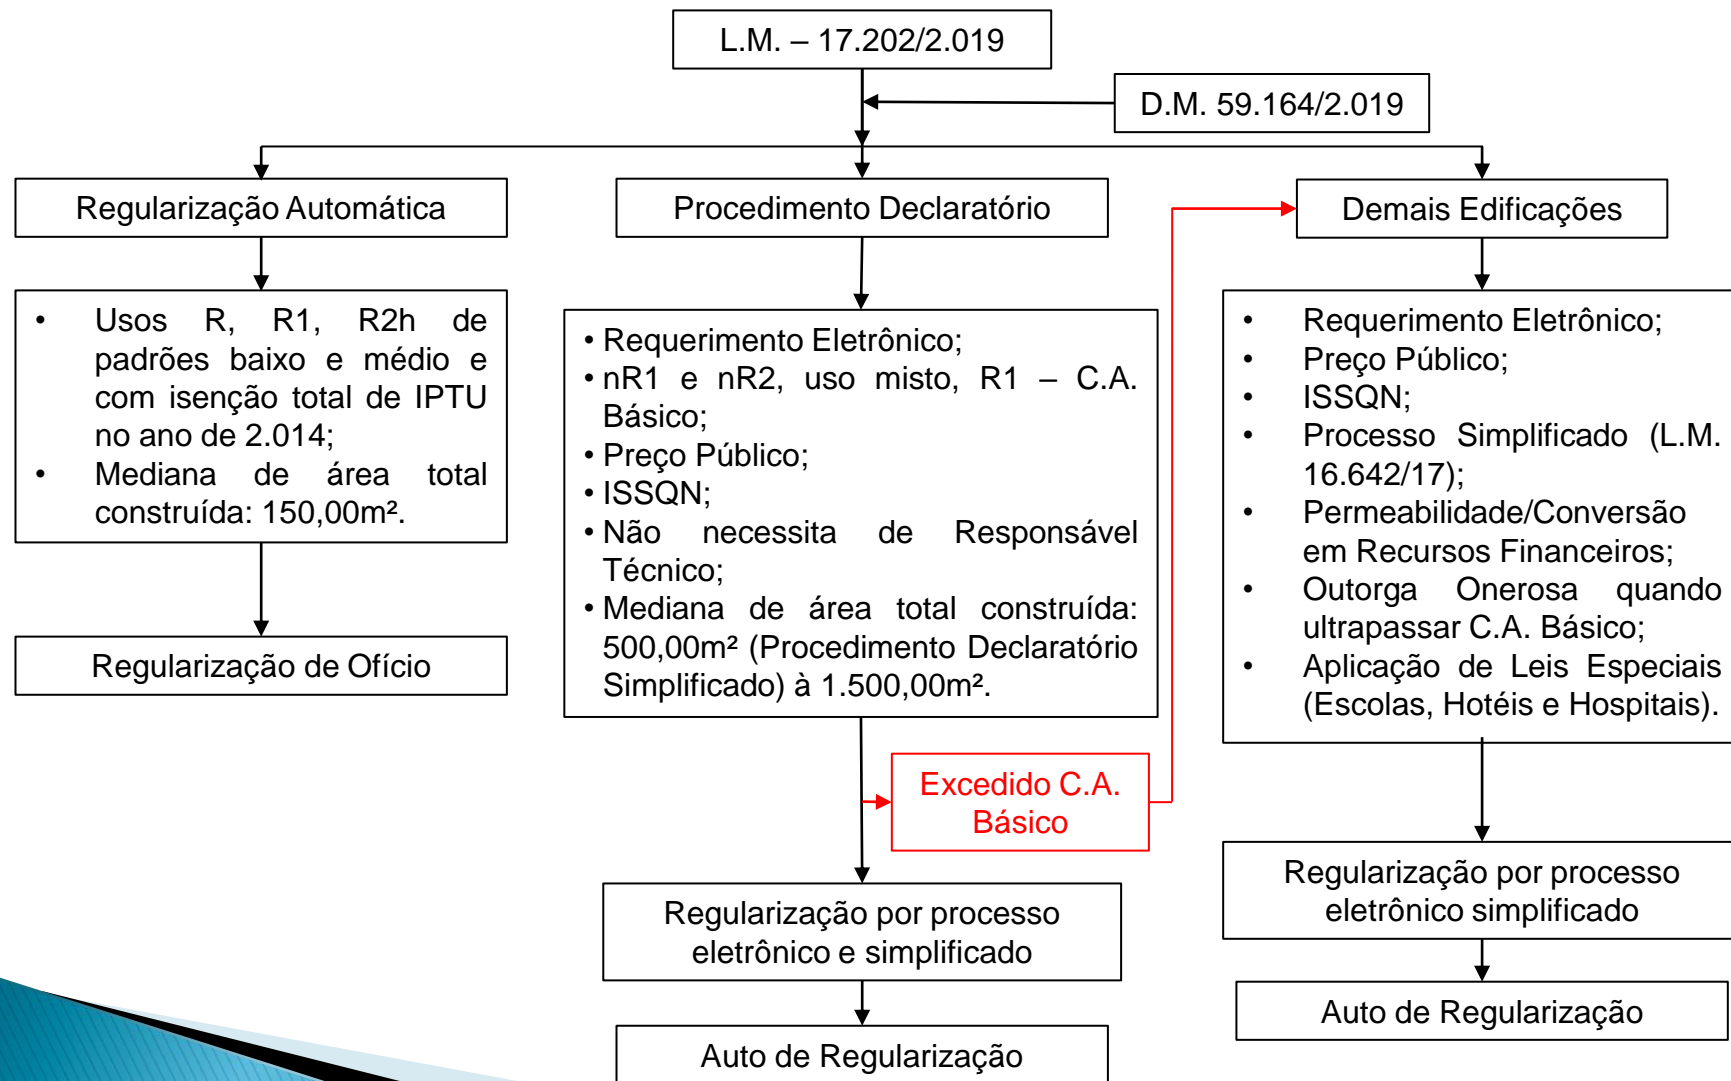 L.M. – 17.202/2.019
D.M. 59.164/2.019
Regularização Automática
Procedimento Declaratório
Demais Edificações
• Usos R, R1, R2h de
padrões baixo e médio e
com isenção total de IPTU
no ano de 2.014;
• Mediana de área total
construída: 150,00m².
Regularização de Ofício
• Requerimento Eletrônico;
• nR1 e nR2, uso misto, R1 – C.A.
Básico;
• Preço Público;
• ISSQN;
• Não necessita de Responsável
Técnico;
• Mediana de área total construída:
500,00m² (Procedimento Declaratório
Simplificado) à 1.500,00m².
Excedido C.A.
Básico
Regularização por processo
eletrônico e simplificado
Auto de Regularização
• Requerimento Eletrônico;
• Preço Público;
• ISSQN;
• Processo Simplificado (L.M.
16.642/17);
• Permeabilidade/Conversão
em Recursos Financeiros;
• Outorga Onerosa quando
ultrapassar C.A. Básico;
• Aplicação de Leis Especiais
(Escolas, Hotéis e Hospitais).
Regularização por processo
eletrônico simplificado
Auto de Regularização